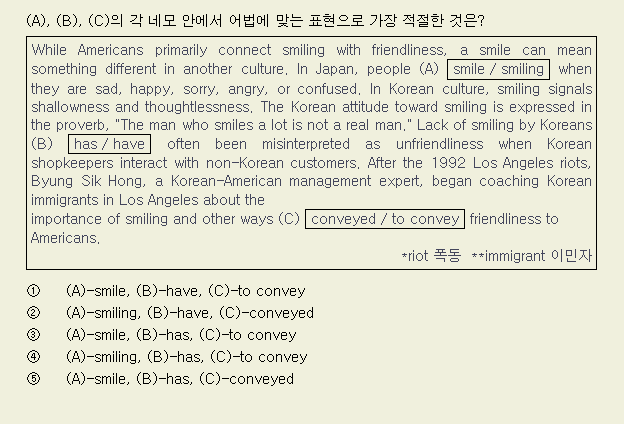 (A), (B), (C)의 각 네모 안에서 어법에 맞는 표현으로 가장 적절한 것은?
While Americans primarily connect smiling with friendliness, a smile can mean
something different in another culture. In Japan, people (A) smile / smiling when
they are sad, happy, sorry, angry, or confused. In Korean culture, smiling signals
shallowness and thoughtlessness. The Korean attitude toward smiling is expressed in
the proverb, "The man who smiles a lot is not a real man." Lack of smiling by Koreans
(B) has / have often been misinterpreted as unfriendliness when Korean
shopkeepers interact with non-Korean customers. After the 1992 Los Angeles riots,
Byung Sik Hong, a Korean-American management expert, began coaching Korean
immigrants in Los Angeles about the
importance of smiling and other ways (C) conveyed / to convey friendliness to
Americans.
*riot 폭동 **immigrant 이민자
① (A)-smile, (B)-have, (C)-to convey
② (A)-smiling, (B)-have, (C)-conveyed
③ (A)-smile, (B)-has, (C)-to convey
④ (A)-smiling, (B)-has, (C)-to convey
⑤ (A)-smile, (B)-has, (C)-conveyed